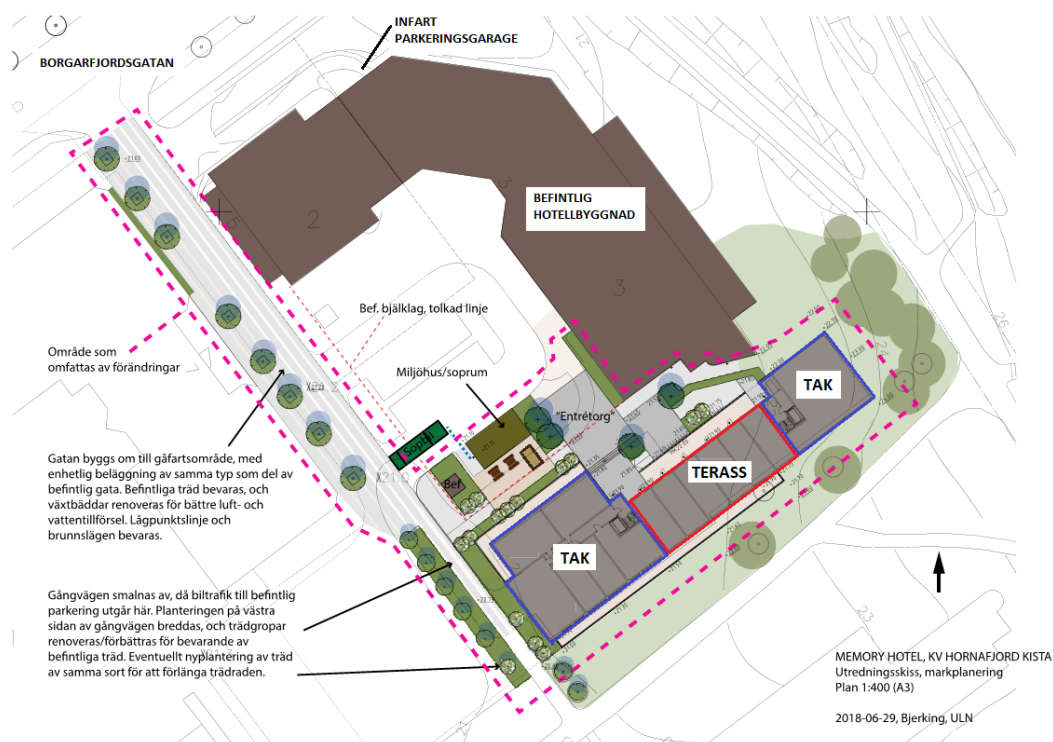 INFART
PARKERINGSGARAGE
BORGARFJORDSGATAN
BEFINTLIG
HOTELLBYGGNAD
2
3
3
Bef. bjälklag, tolkad linje
Område som
omfattas av förändringar
Miljöhus/soprum
"Entrétorg"
TAK
TERASS
TAK
Bef
Gatan byggs om till gåfartsområde, med
enhetlig beläggning av samma typ som del av
befintlig gata. Befintliga träd bevaras, och
växtbäddar renoveras för bättre luft- och
vattentillförsel. Lågpunktslinje och
brunnslägen bevaras.
Gångvägen smalnas av, då biltrafik till befintlig
parkering utgår här. Planteringen på västra
sidan av gångvägen breddas, och trädgropar
renoveras/förbättras för bevarande av
befintliga träd. Eventuellt nyplantering av träd
av samma sort för att förlänga trädraden.
26
24
23
22
MEMORY HOTEL, KV HORNAFJORD KISTA
Utredningsskiss, markplanering
Plan 1:400 (A3)
2018-06-29, Bjerking, ULN